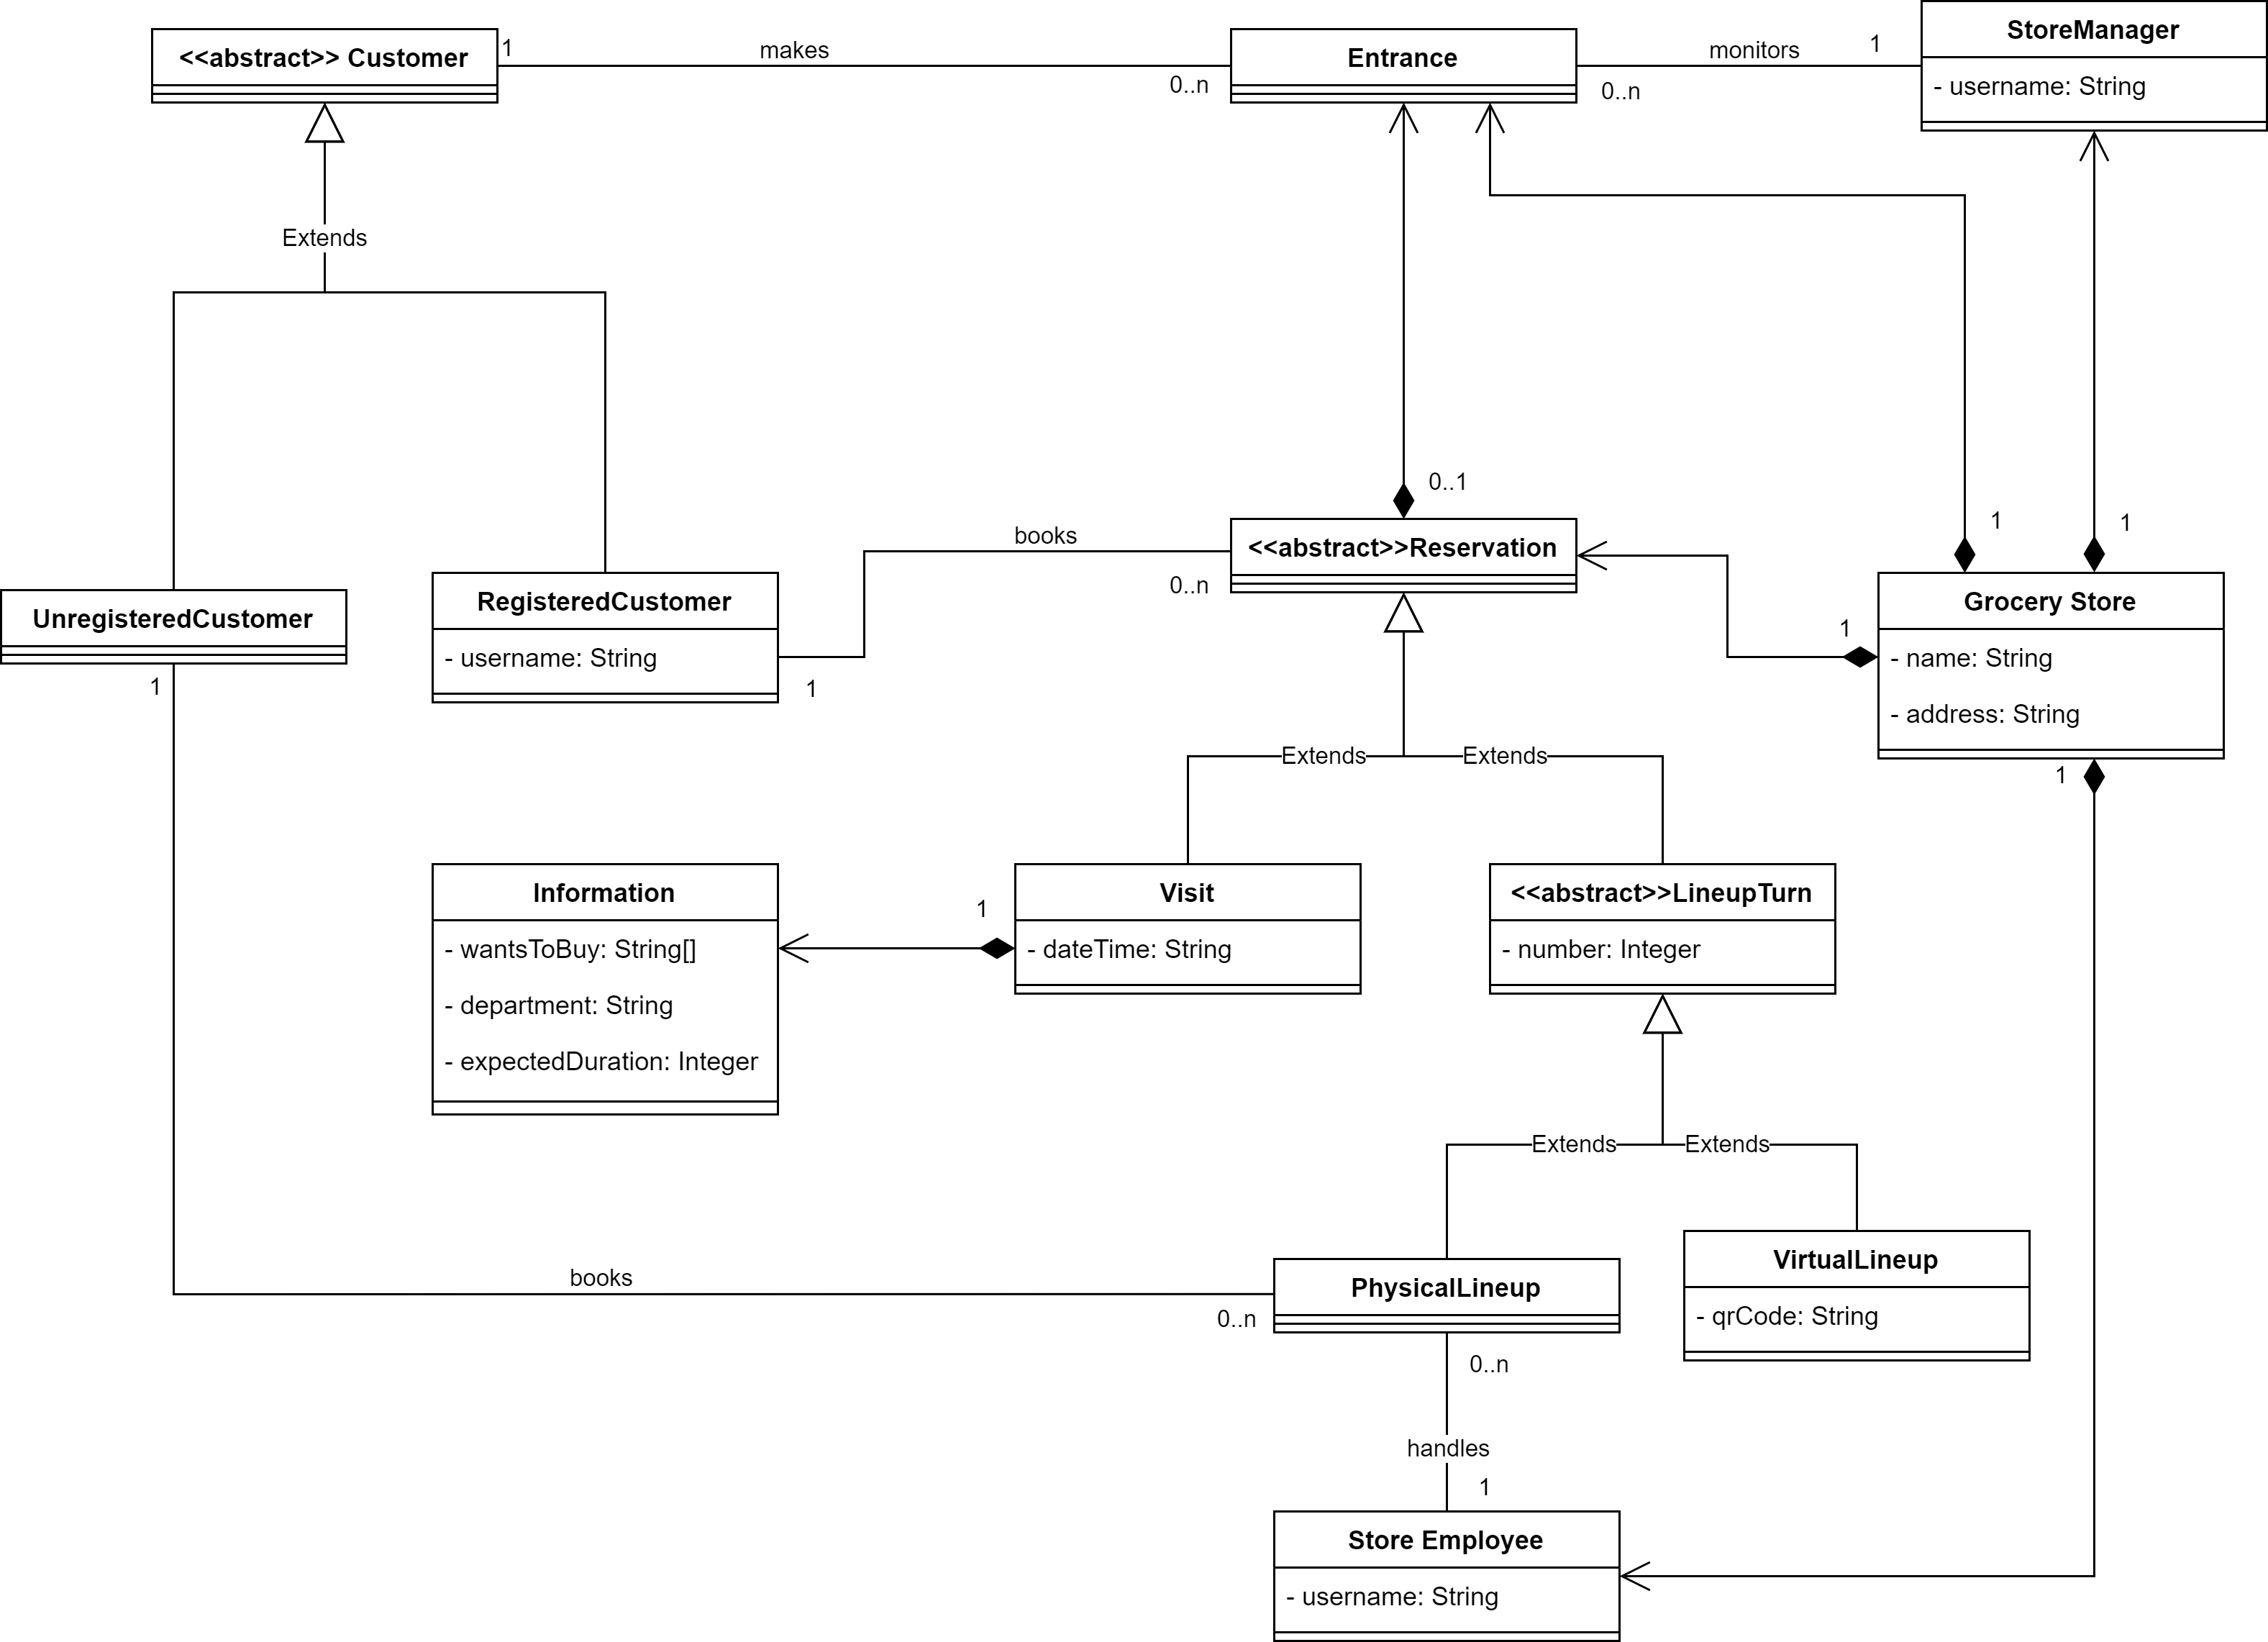 StoreManager
- username: String
<<abstract>> Customer
1
makes
0..n
Entrance
0..n
monitors
1
Extends
0..1
<<abstract>>Reservation
books
0..n
1
1
1
1
Grocery Store
- name: String
- address: String
1
UnregisteredCustomer
1
RegisteredCustomer
- username: String
Extends
Extends
Information
- wantsToBuy: String[]
- department: String
- expectedDuration: Integer
1
Visit
- dateTime: String
<<abstract>>LineupTurn
- number: Integer
Extends
Extends
books
0..n
PhysicalLineup
0..n
VirtualLineup
- qrCode: String
handles
1
Store Employee
- username: String